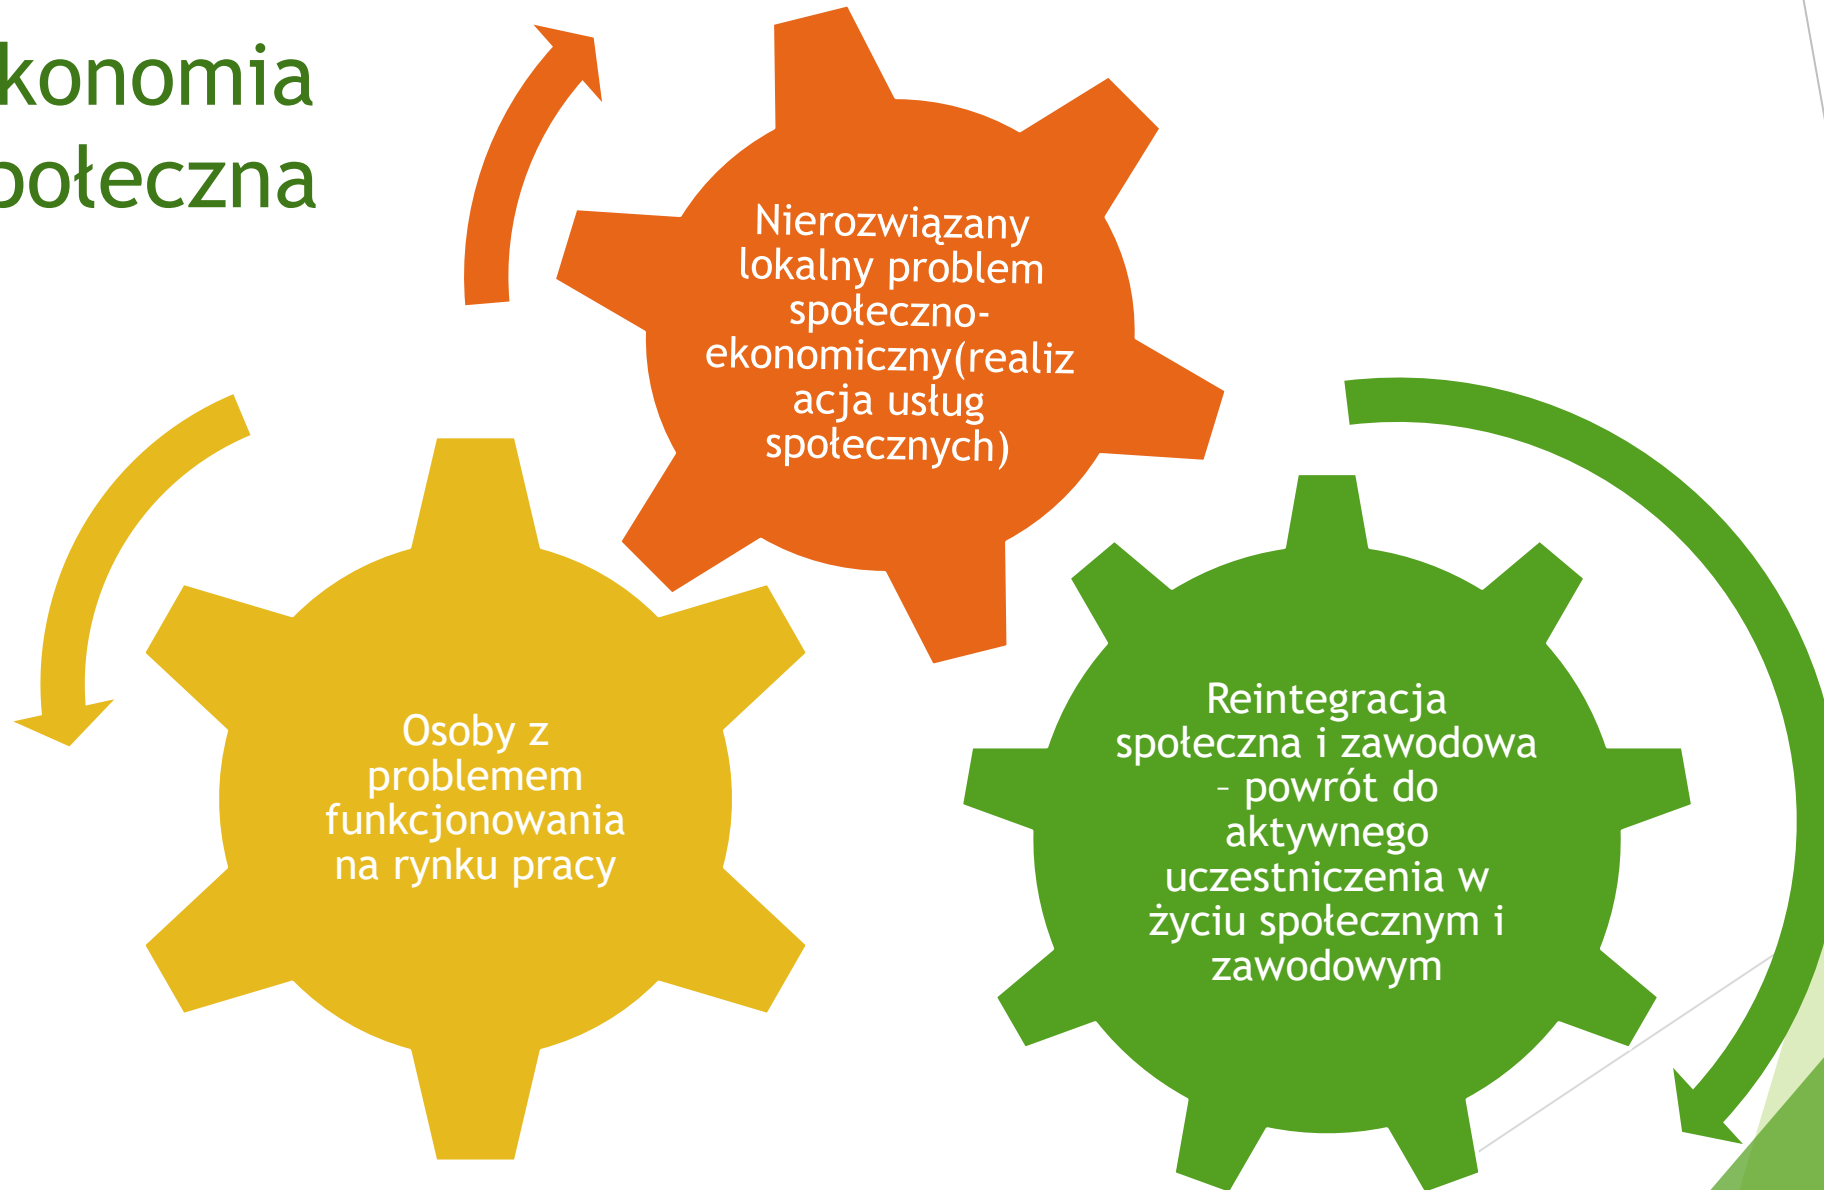 konomia
połeczna
Nierozwiązany
lokalny problem
społeczno-
ekonomiczny(realiz
acja usług
społecznych)
Osoby z
problemem
funkcjonowania
na rynku pracy
Reintegracja
społeczna i zawodowa
– powrót do
aktywnego
uczestniczenia w
życiu społecznym i
zawodowym